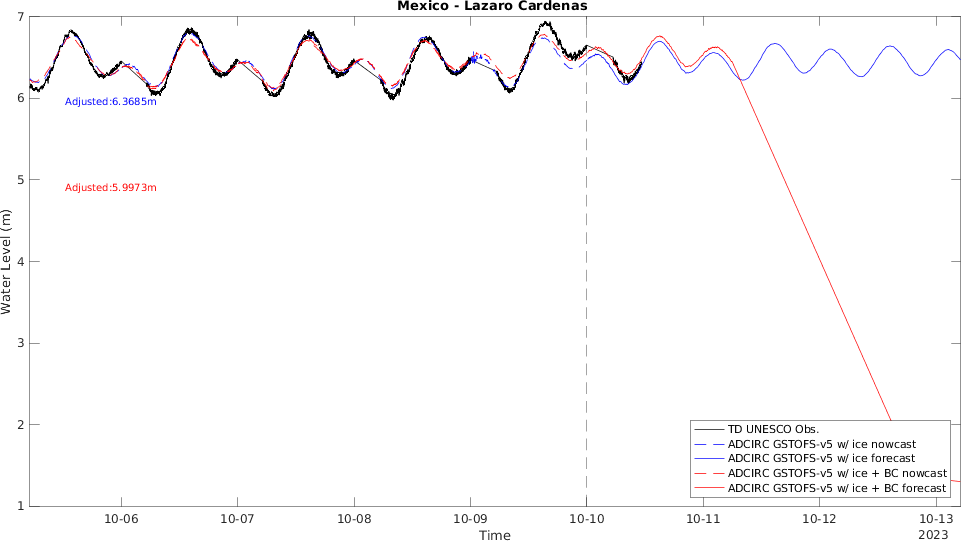 Mexico - Lazaro Cardenas
7
6
5
4
3
2
1
Water Level (m)
Adjusted:6.3685m
Adjusted:5.9973m
TD UNESCO Obs.
ADCIRC GSTOFS-v5 w/ ice nowcast
ADCIRC GSTOFS-v5 w/ ice forecast
ADCIRC GSTOFS-v5 w/ ice + BC nowcast
ADCIRC GSTOFS-v5 w/ ice + BC forecast
10-06 10-07 10-08 10-09 10-10 10-11 10-12 10-13
2023
Time